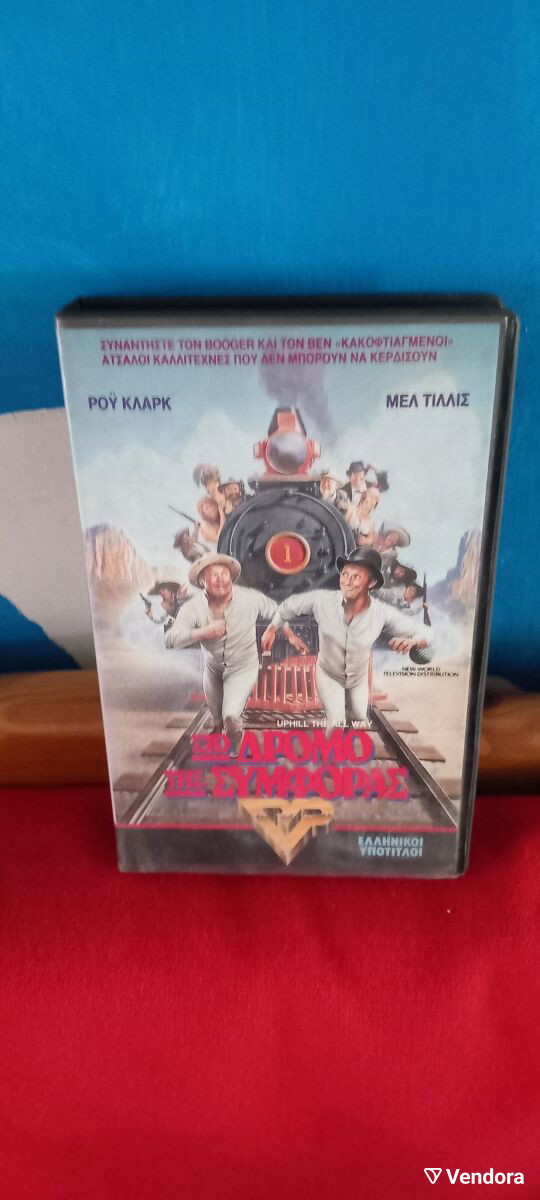 ΣΥΝΑΝΤΗΣΤΕ ΤΟΝ BOOGER ΚΑΙ ΤΟΝ ΒΕΝ «ΚΑΚΟΦΤΙΑΓΜΕΝΟΙ»
ΑΤΣΑΛΟΙ ΚΑΛΛΙΤΕΧΝΕΣ ΠΟΥ ΔΕΝ ΜΠΟΡΟΥΝ ΝΑ ΚΕΡΔΙΣΟΥΝ
ΡΟΫ ΚΛΑΡΚ
ΜΕΛ ΤΙΛΛΙΣ
1
NEW WORLD
TELEVISION DISTRIBUTION
UPHILL THE ALL WAY
ΣΤΟ ΔΡΟΜΟ
ΤΗΣ ΣΥΜΦΟΡΑΣ
ΕΛΛΗΝΙΚΟΙ
ΥΠΟΤΙΤΛΟΙ
Vendora